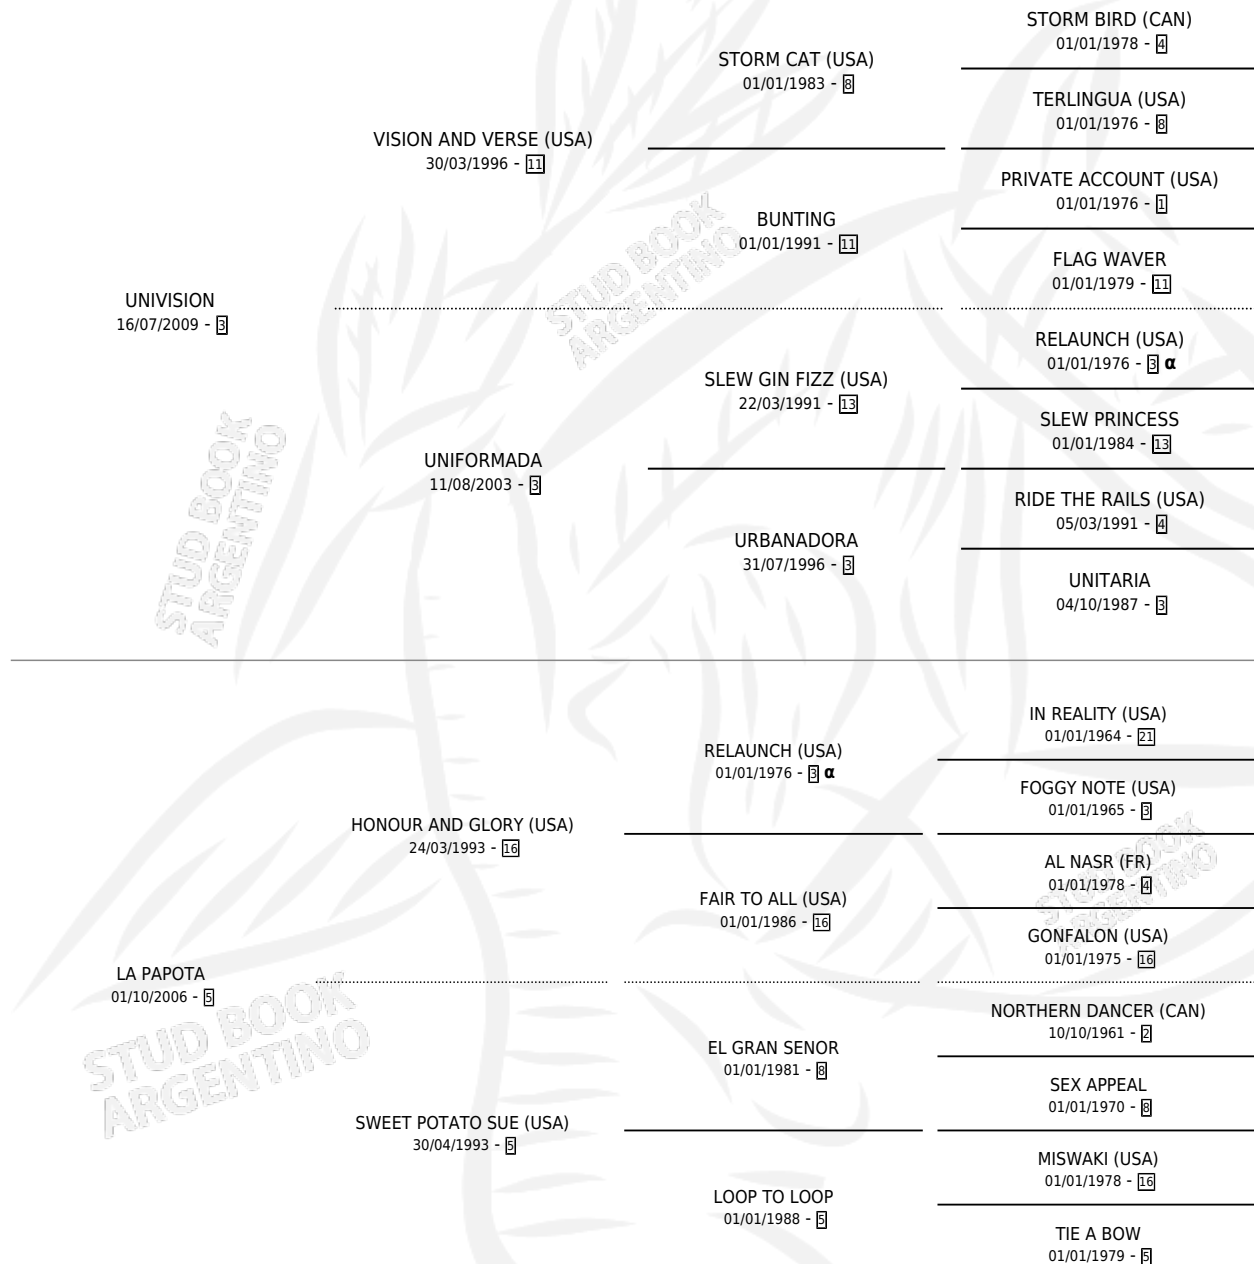 STORM BIRD (CAN)
01/01/1978 - 4
STORM CAT (USA)
01/01/1983 - 8
TERLINGUA (USA)
01/01/1976 - 8
VISION AND VERSE (USA)
30/03/1996 - 11
PRIVATE ACCOUNT (USA)
01/01/1976 - 1
BUNTING
01/01/1991 - 11
FLAG WAVER
01/01/1979 - 11
UNIVISION
16/07/2009 - 3
RELAUNCH (USA)
01/01/1976 - 3 α
SLEW GIN FIZZ (USA)
22/03/1991 - 13
SLEW PRINCESS
01/01/1984 - 13
UNIFORMADA
11/08/2003 - 3
RIDE THE RAILS (USA)
05/03/1991 - 4
URBANADORA
31/07/1996 - 3
UNITARIA
04/10/1987 - 3
IN REALITY (USA)
01/01/1964 - 21
RELAUNCH (USA)
01/01/1976 - 3 α
FOGGY NOTE (USA)
01/01/1965 - 3
HONOUR AND GLORY (USA)
24/03/1993 - 16
AL NASR (FR)
01/01/1978 - 4
FAIR TO ALL (USA)
01/01/1986 - 16
GONFALON (USA)
01/01/1975 - 16
LA PAPOTA
01/10/2006 - 5
NORTHERN DANCER (CAN)
10/10/1961 - 2
EL GRAN SENOR
01/01/1981 - 8
SEX APPEAL
01/01/1970 - 8
SWEET POTATO SUE (USA)
30/04/1993 - 5
MISWAKI (USA)
01/01/1978 - 16
LOOP TO LOOP
01/01/1988 - 5
TIE A BOW
01/01/1979 - 5
STUD BOOK
ARGENTINO
STUD BOOK
ARGENTINO
STUD BOOK
ARGENTINO
STUD BOOK
ARGENTINO